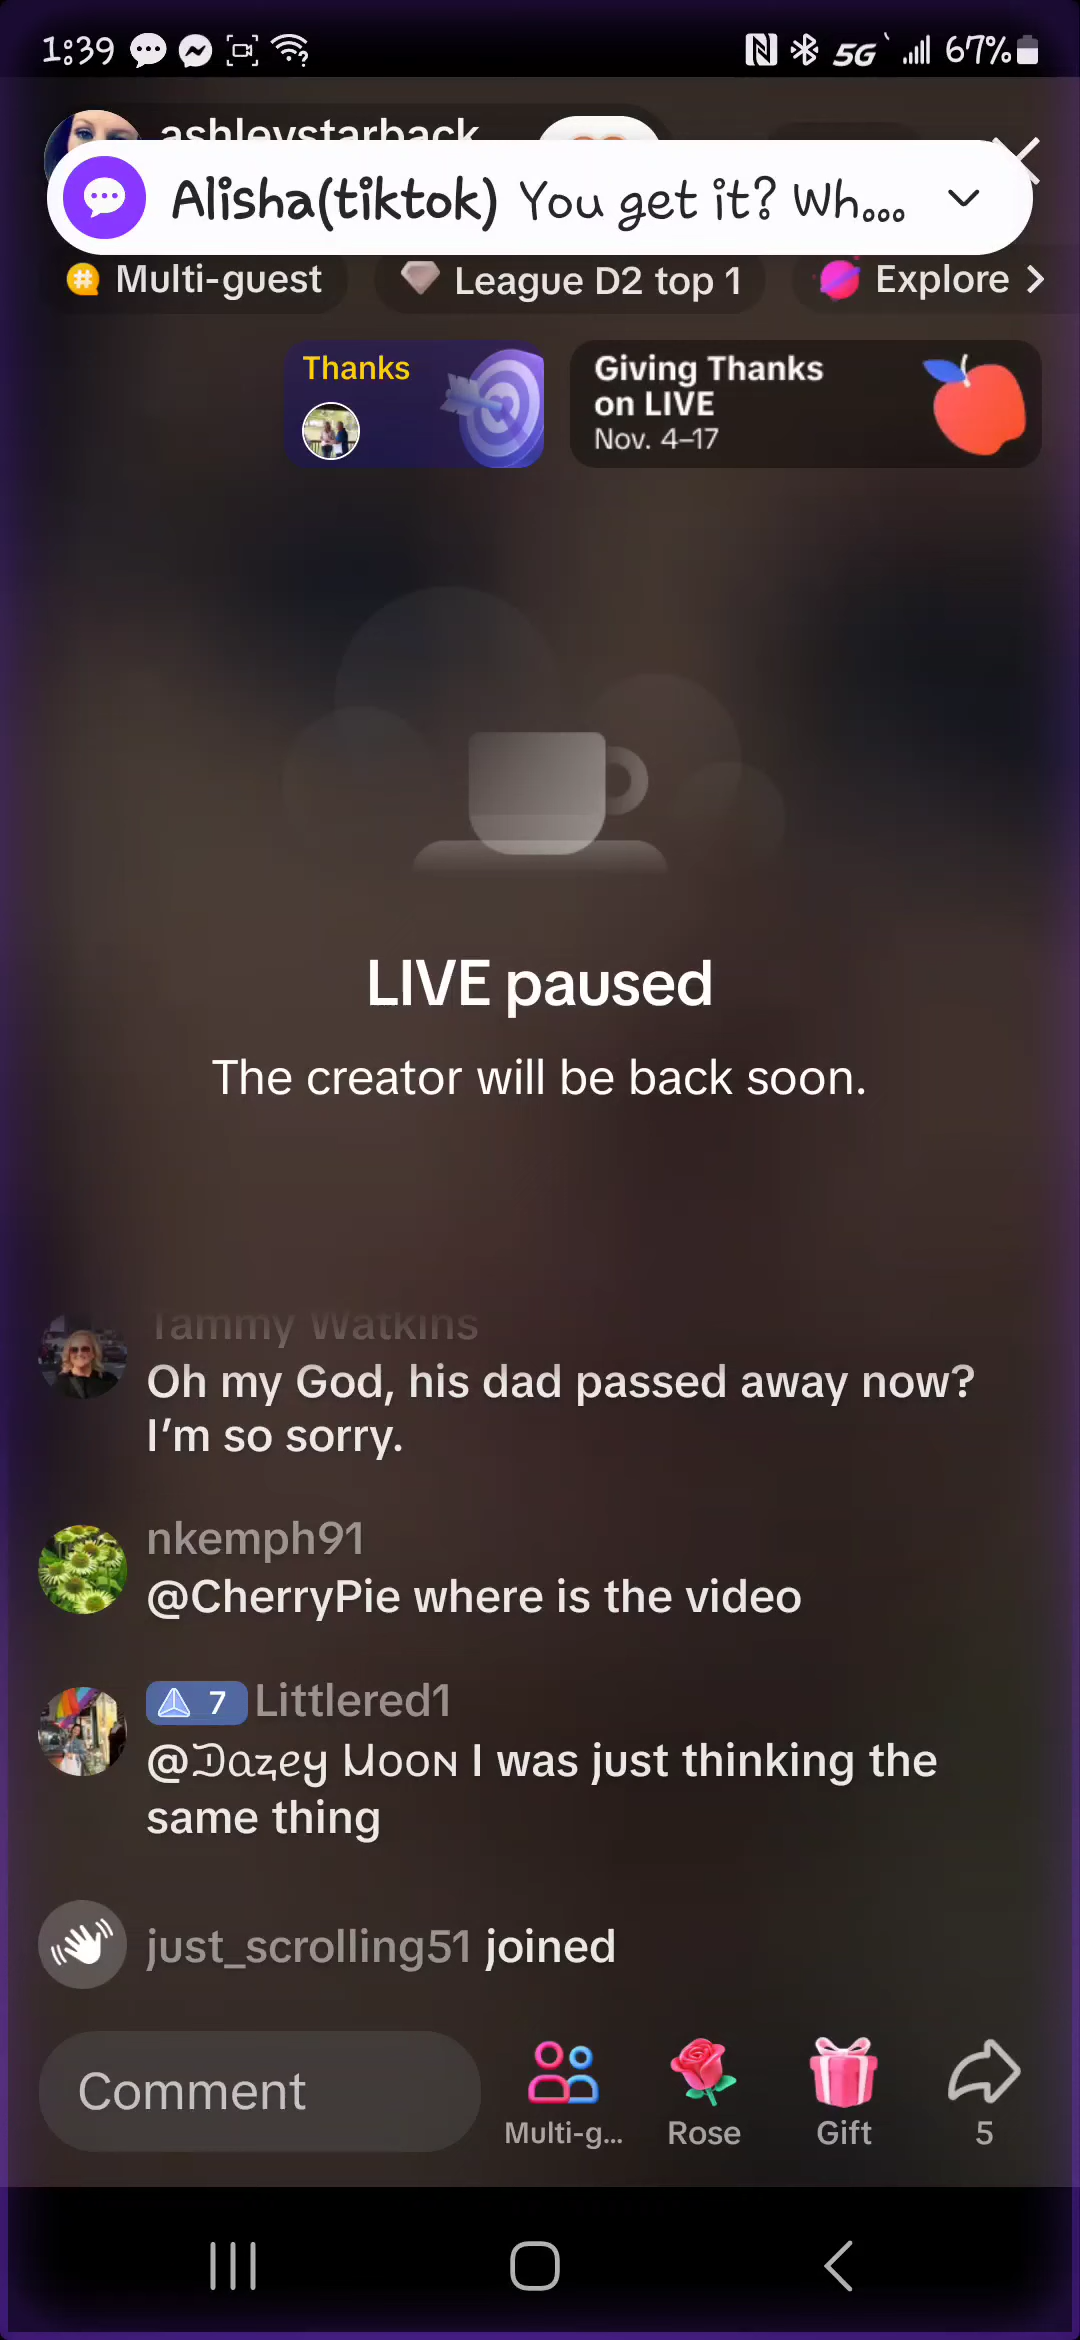 1:39
5G 67%
ashleystarback
Alisha(tiktok) You get it? Wh...
Multi-guest
League D2 top 1
Explore
Thanks
Giving Thanks
on LIVE
Nov. 4–17
LIVE paused
The creator will be back soon.
Tammy Watkins
Oh my God, his dad passed away now?
I’m so sorry.
nkemph91
@CherryPie where is the video
7 Littlered1
@Dazey Moon I was just thinking the
same thing
just_scrolling51 joined
Comment
Multi-g...
Rose
Gift
5